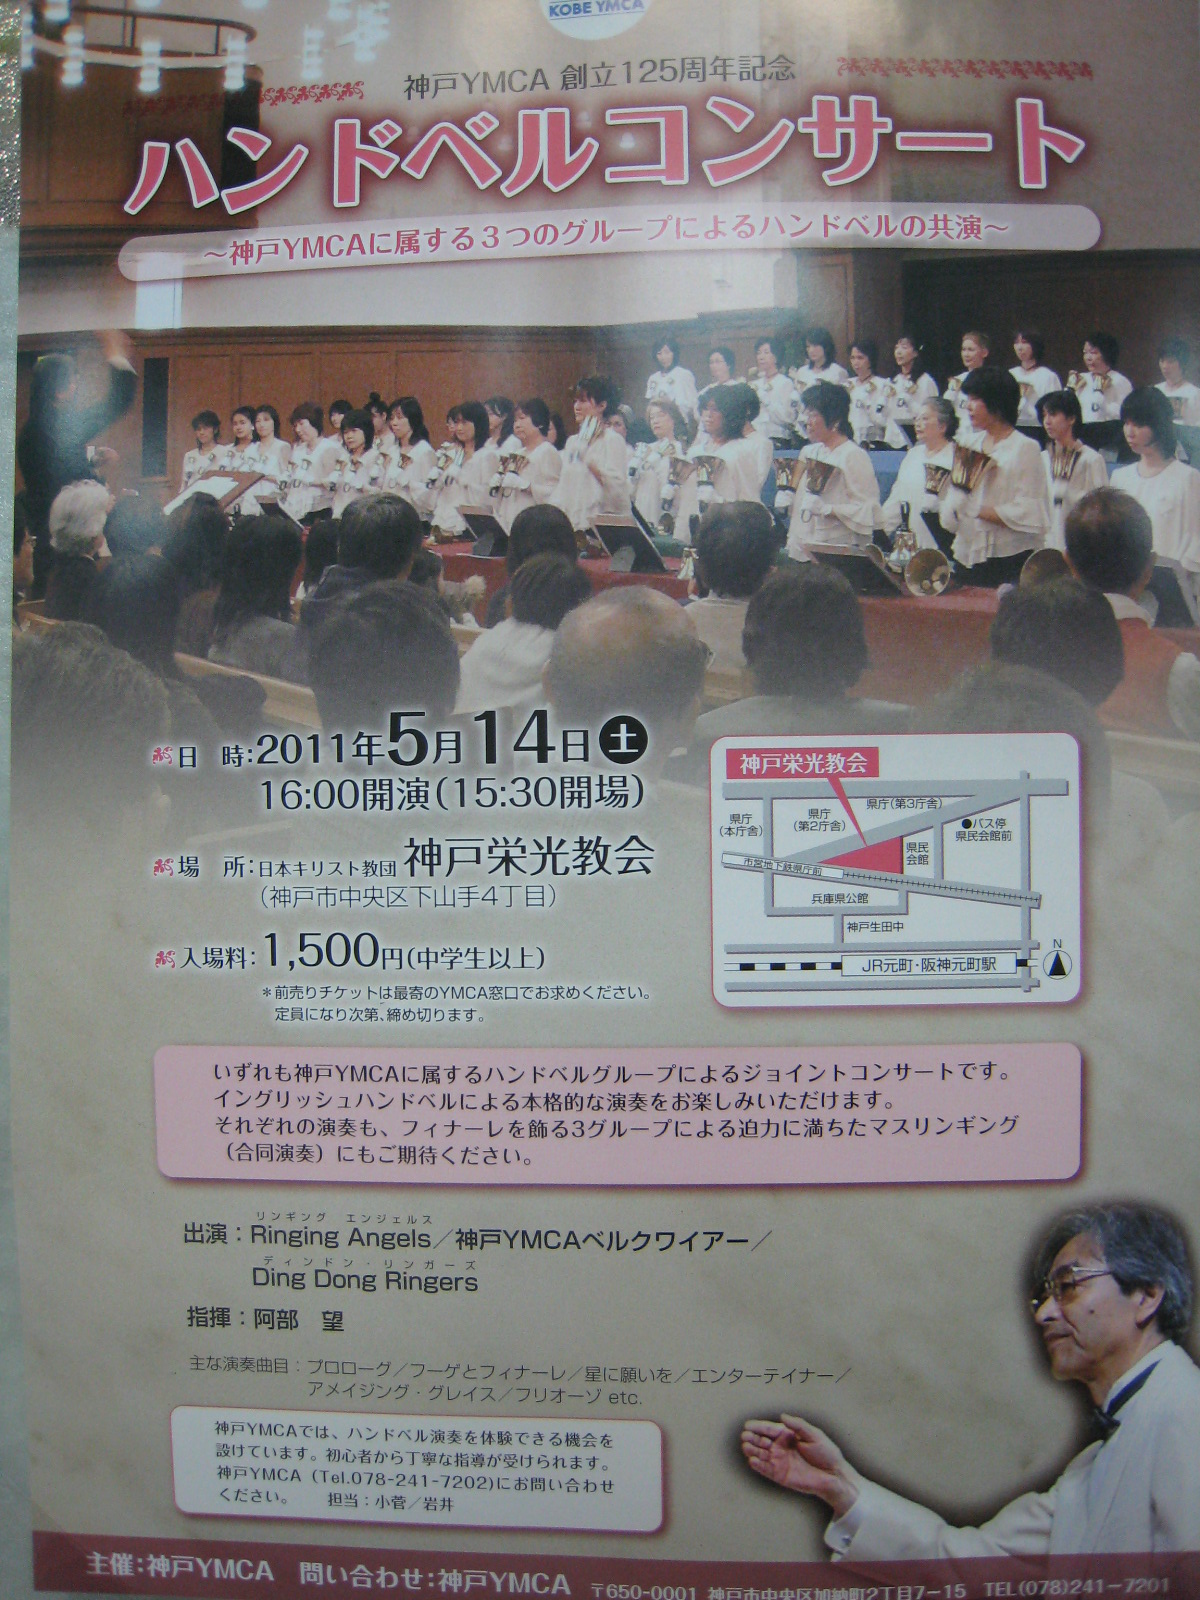 KOBE YMCA
神戸YMCA 創立125周年記念
ハンドベルコンサート
～神戸YMCAに属する３つのグループによるハンドベルの共演～
日 時:2011年5月14日土
16:00開演(15:30開場)
場 所:日本キリスト教団 神戸栄光教会
(神戸市中央区下山手4丁目)
入場料:1,500円(中学生以上)
＊前売りチケットは最寄のYMCA窓口でお求めください。
定員になり次第、締め切ります。
神戸栄光教会
県庁(第3庁舎)
県庁
(本庁舎)
県庁
(第2庁舎)
●バス停
県民会館前
県民
会館
市営地下鉄県庁前
兵庫県公館
神戸生田中
N
JR元町・阪神元町駅
いずれも神戸YMCAに属するハンドベルグループによるジョイントコンサートです。
イングリッシュハンドベルによる本格的な演奏をお楽しみいただけます。
それぞれの演奏も、フィナーレを飾る3グループによる迫力に満ちたマスリンギング
（合同演奏）にもご期待ください。
リンギング エンジェルス
出演：Ringing Angels／神戸YMCAベルクワイアー／
ディンドン・リンガーズ
Ding Dong Ringers
指揮：阿部 望
主な演奏曲目：プロローグ／フーゲとフィナーレ／星に願いを／エンターテイナー／
アメイジング・グレイス／フリオーゾ etc.
神戸YMCAでは、ハンドベル演奏を体験できる機会を
設けています。初心者から丁寧な指導が受けられます。
神戸YMCA（Tel.078-241-7202)にお問い合わせ
ください。 担当：小菅／岩井
主催:神戸YMCA 問い合わせ:神戸YMCA 〒650-0001 神戸市中央区加納町2丁目7-15 TEL(078)241-7201